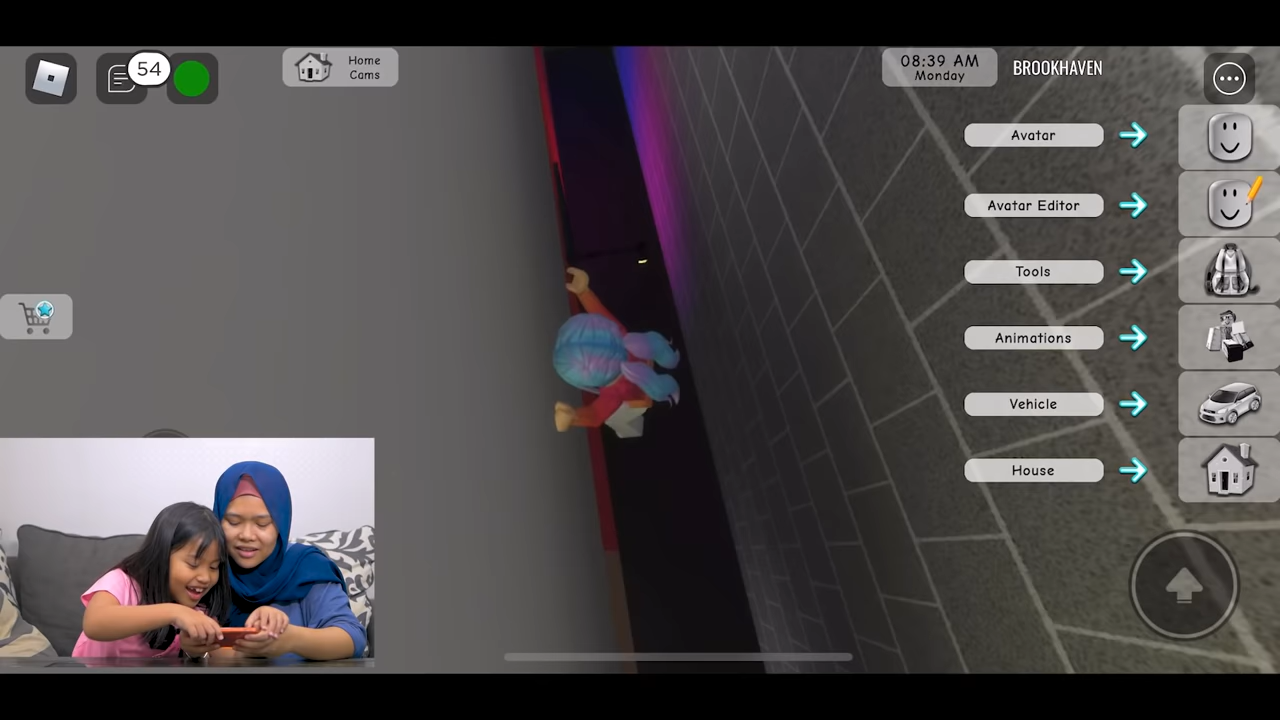 54
Home
Cams
08:39 AM
Monday
BROOKHAVEN
Avatar
Avatar Editor
Tools
Animations
Vehicle
House